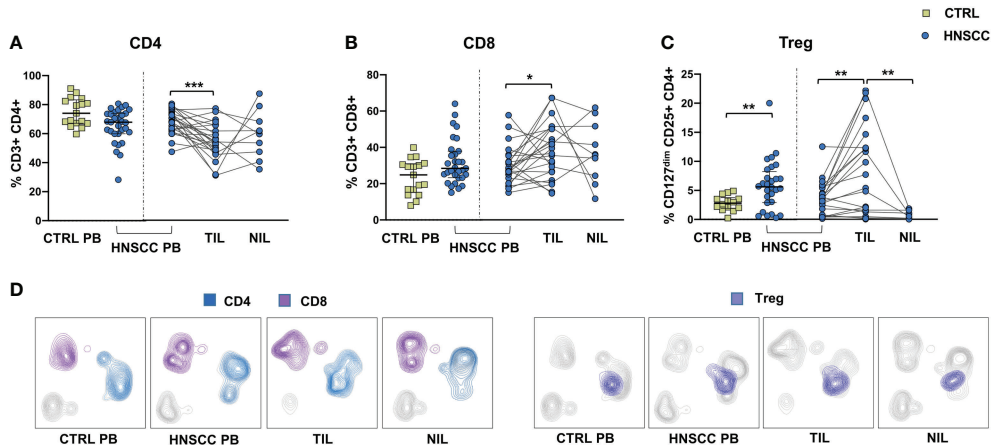 CTRL
HNSCC
A
CD4
B
CD8
C
Treg
% CD3+ CD4+
100
80
60
40
20
0
***
CTRL PB
HNSCC PB
TIL
NIL
% CD3+ CD8+
80
60
40
20
0
*
CTRL PB
HNSCC PB
TIL
NIL
% CD127dim CD25+ CD4+
25
20
15
10
5
0
**
**
**
CTRL PB
HNSCC PB
TIL
NIL
D
CD4
CD8
Treg
CTRL PB
HNSCC PB
TIL
NIL
CTRL PB
HNSCC PB
TIL
NIL